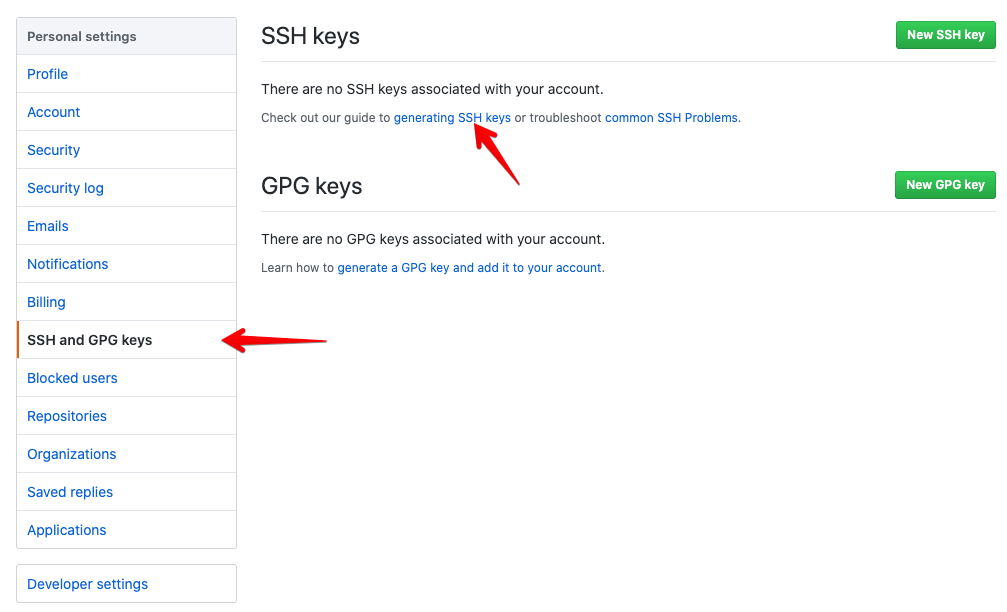 Personal settings
Profile
Account
Security
Security log
Emails
Notifications
Billing
SSH and GPG keys
Blocked users
Repositories
Organizations
Saved replies
Applications
Developer settings
SSH keys
New SSH key
There are no SSH keys associated with your account.
Check out our guide to generating SSH keys or troubleshoot common SSH Problems.
GPG keys
New GPG key
There are no GPG keys associated with your account.
Learn how to generate a GPG key and add it to your account.